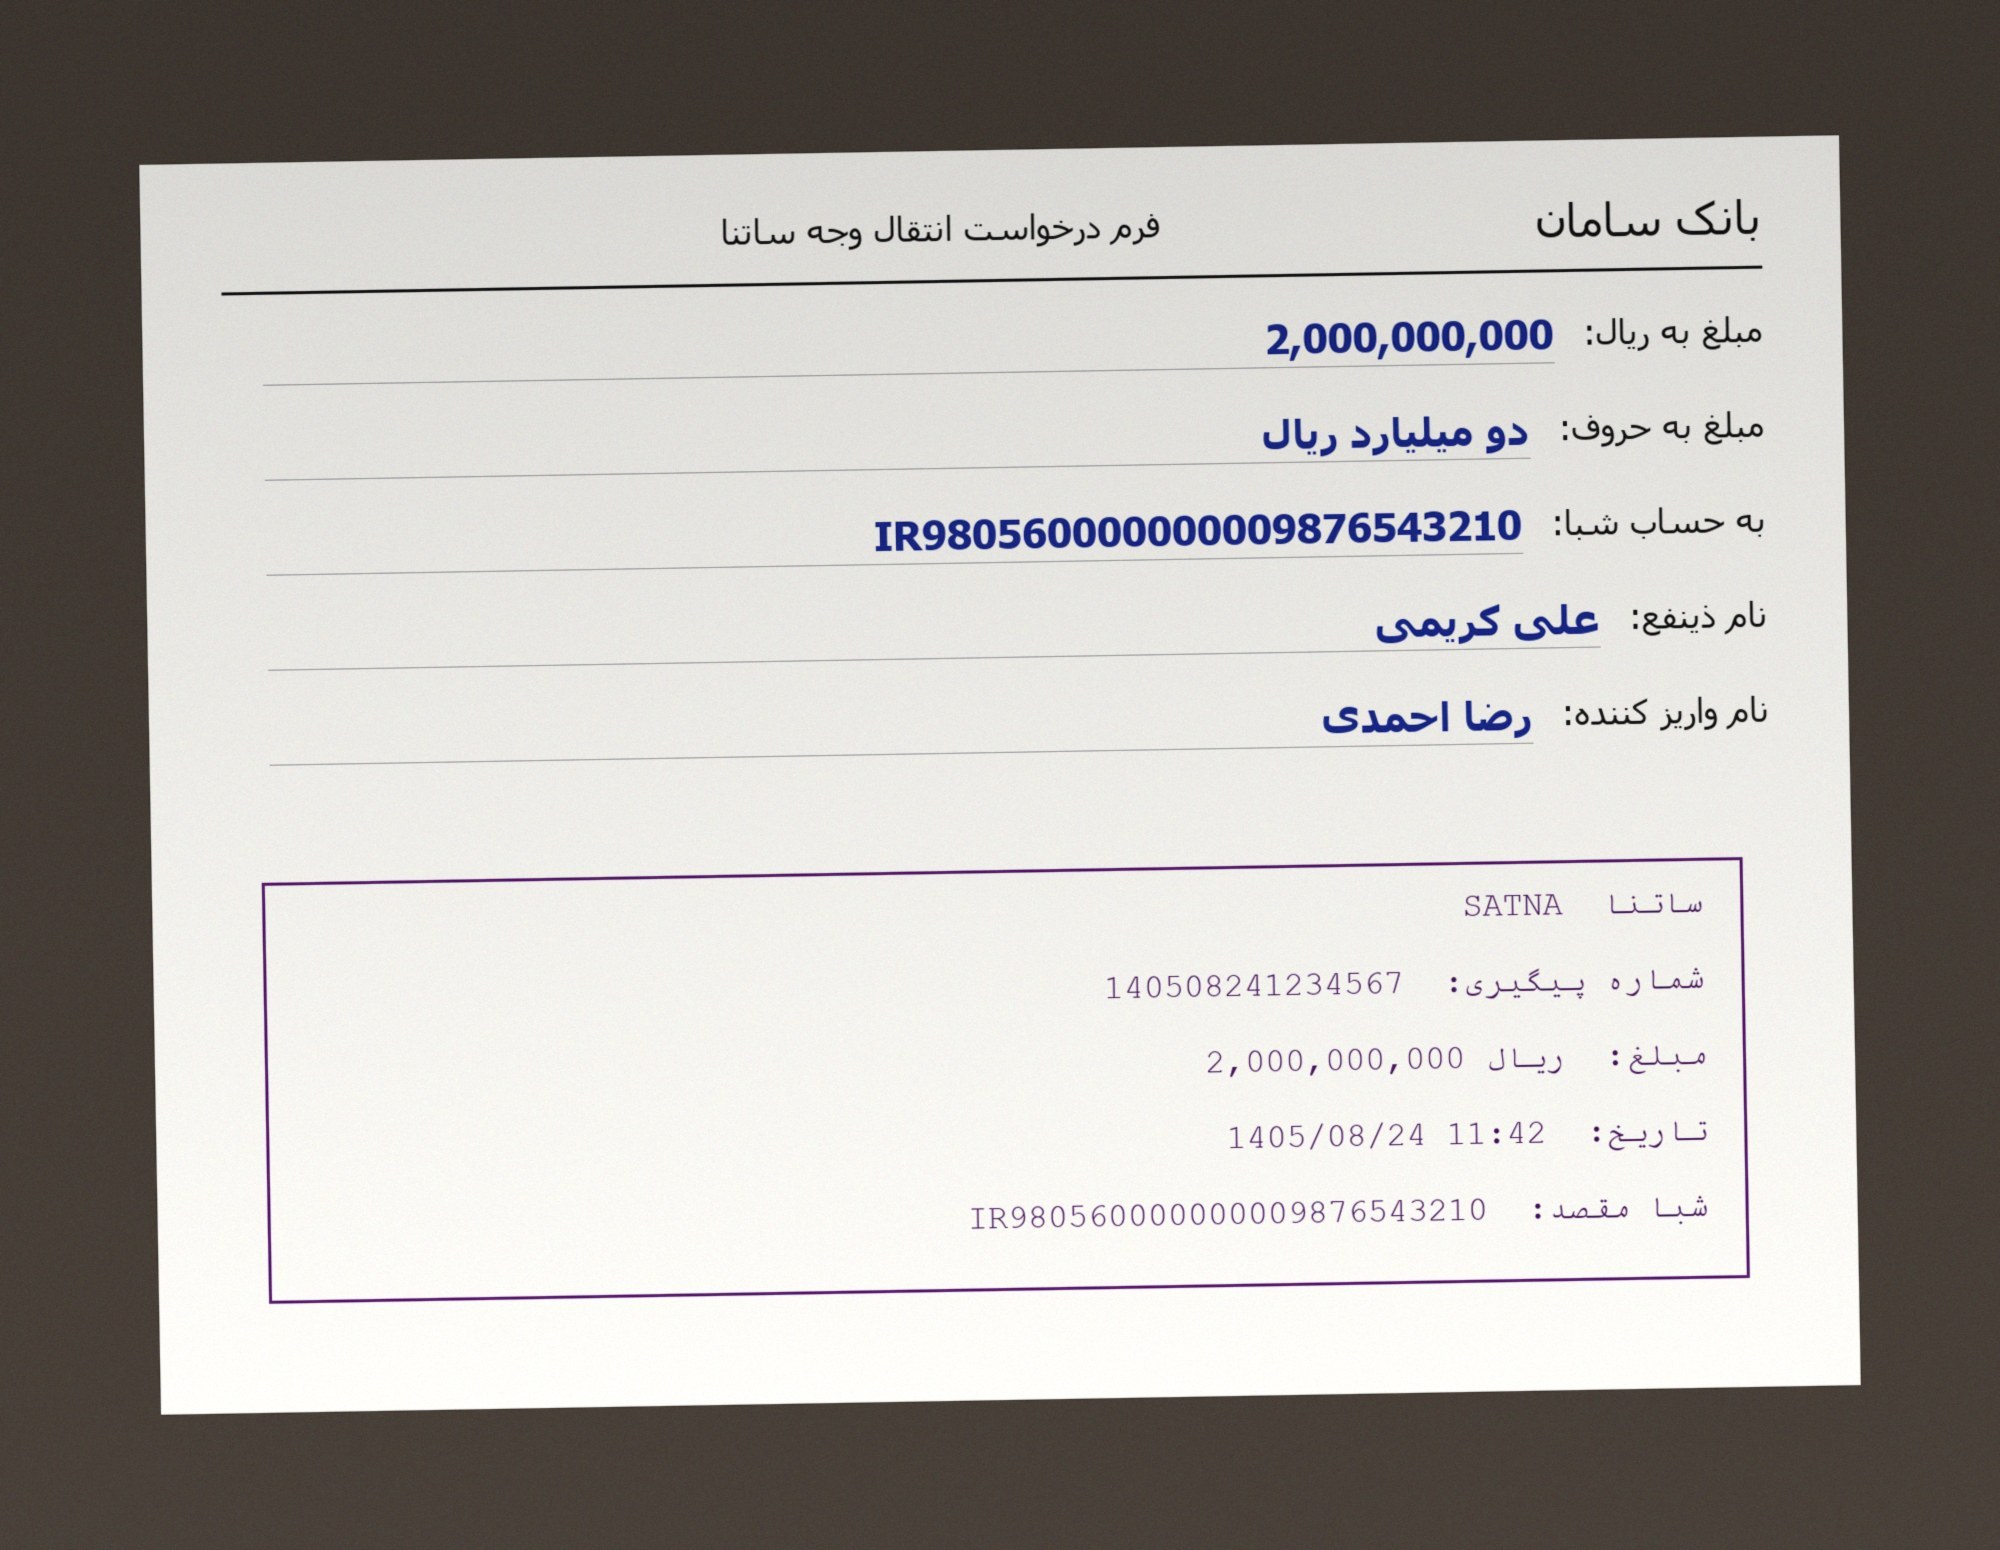 بانک سامان
فرم درخواست انتقال وجه ساتنا
مبلغ به ریال: 2,000,000,000
مبلغ به حروف: دو میلیارد ریال
به حساب شبا: IR980560000000009876543210
نام ذینفع: علی کریمی
نام واریز کننده: رضا احمدی
ساتنا SATNA
شماره پیگیری: 140508241234567
مبلغ: ریال 2,000,000,000
تاریخ: 1405/08/24 11:42
شبا مقصد: IR980560000000009876543210